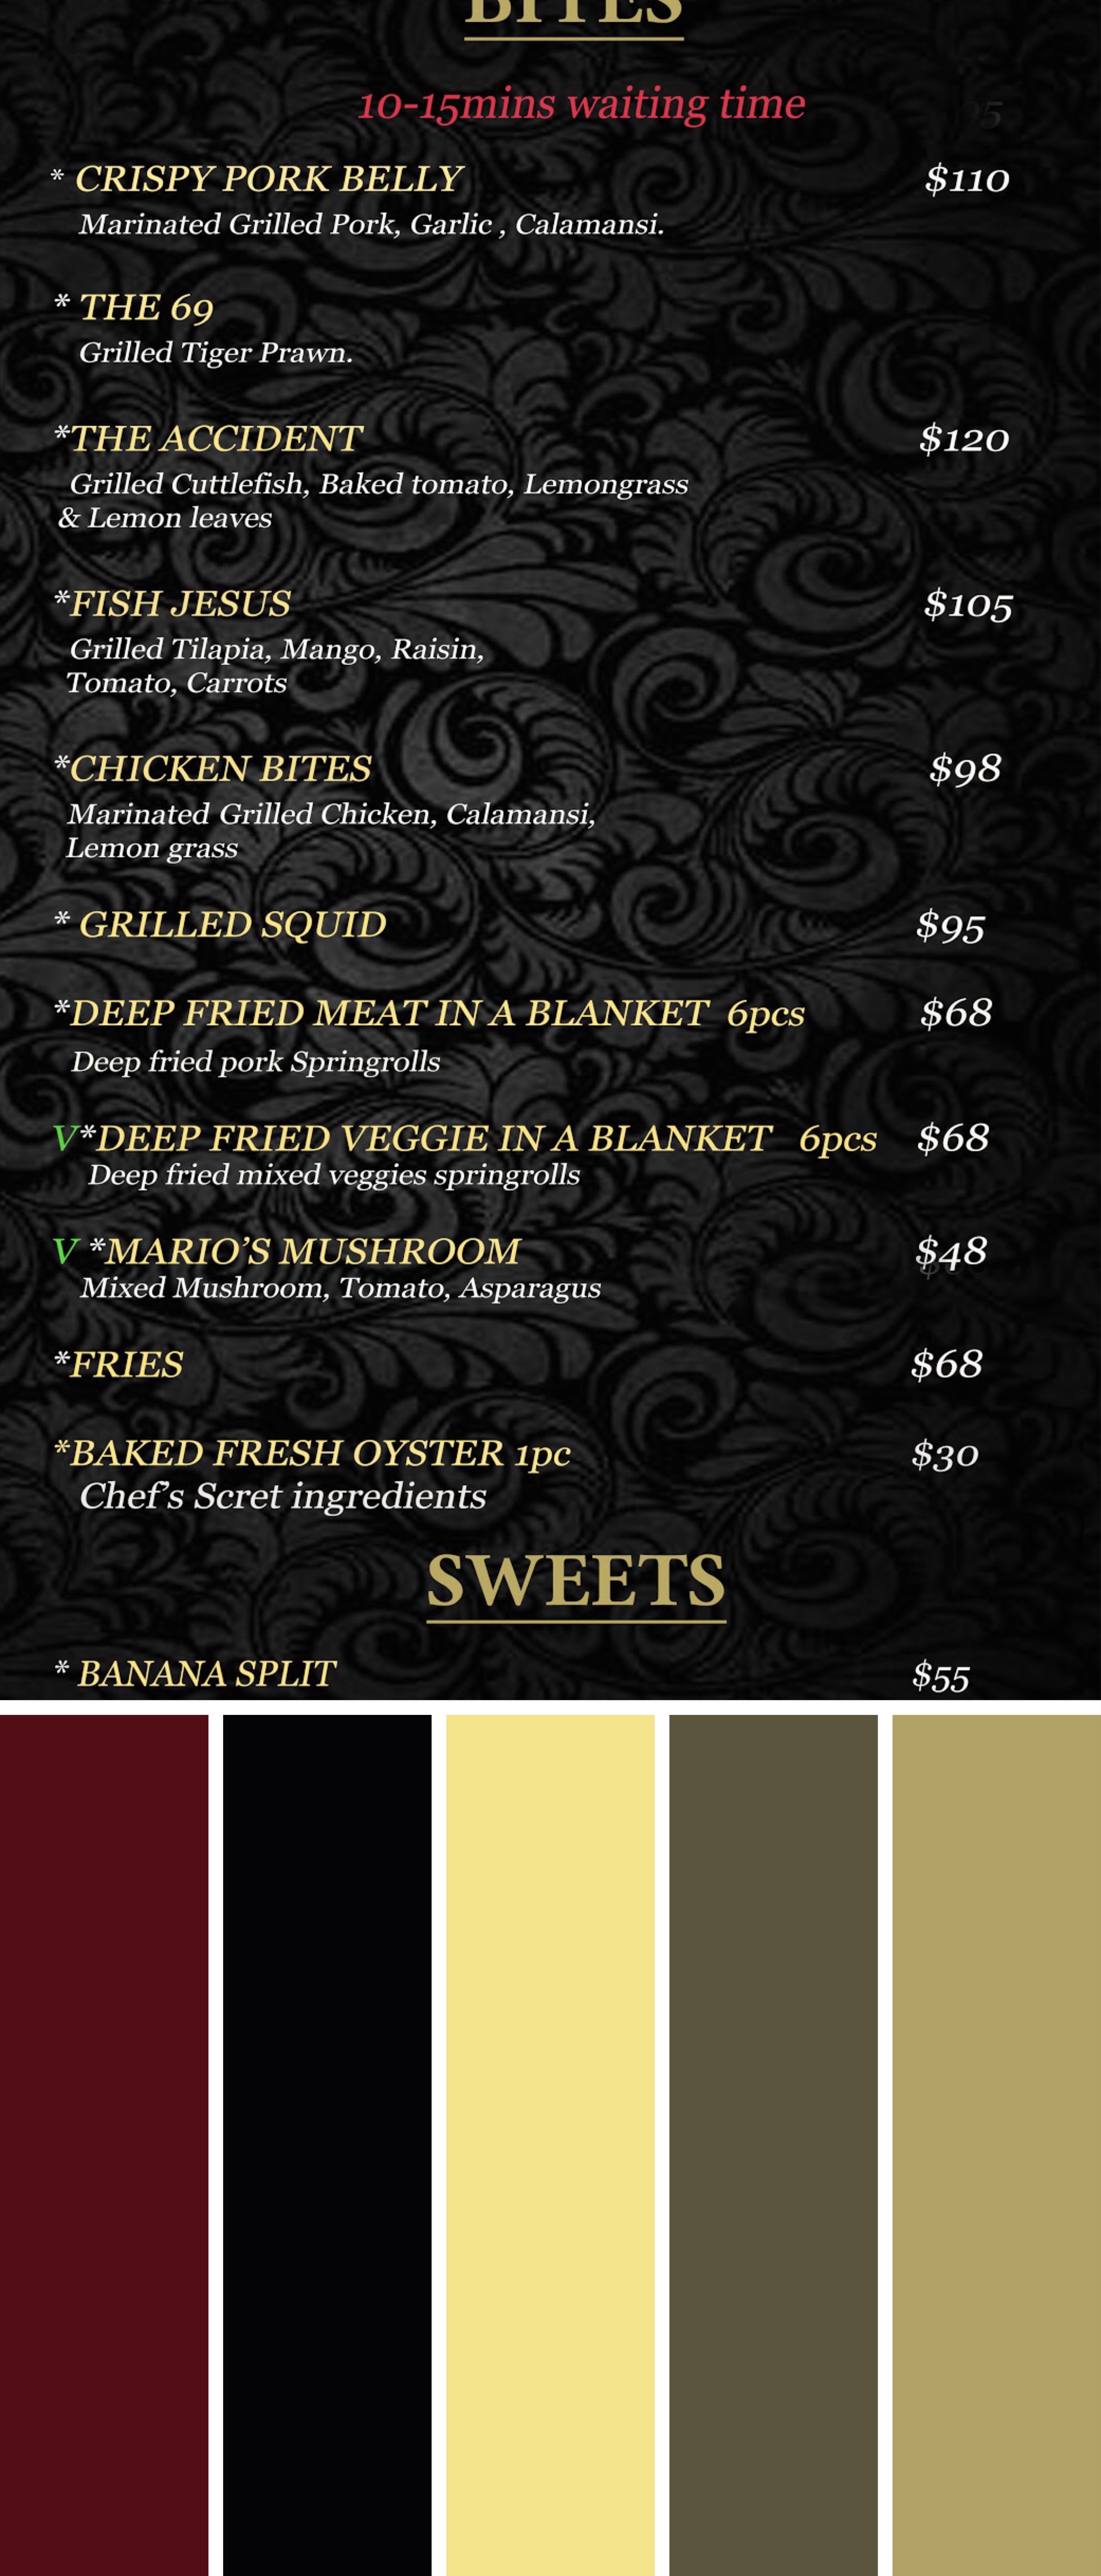 BITES
10-15mins waiting time
* CRISPY PORK BELLY $110
Marinated Grilled Pork, Garlic , Calamansi.
* THE 69
Grilled Tiger Prawn.
*THE ACCIDENT $120
Grilled Cuttlefish, Baked tomato, Lemongrass
& Lemon leaves
*FISH JESUS $105
Grilled Tilapia, Mango, Raisin,
Tomato, Carrots
*CHICKEN BITES $98
Marinated Grilled Chicken, Calamansi,
Lemon grass
* GRILLED SQUID $95
*DEEP FRIED MEAT IN A BLANKET 6pcs $68
Deep fried pork Springrolls
V*DEEP FRIED VEGGIE IN A BLANKET 6pcs $68
Deep fried mixed veggies springrolls
V *MARIO’S MUSHROOM $48
Mixed Mushroom, Tomato, Asparagus
*FRIES $68
*BAKED FRESH OYSTER 1pc $30
Chef’s Scret ingredients
SWEETS
* BANANA SPLIT $55